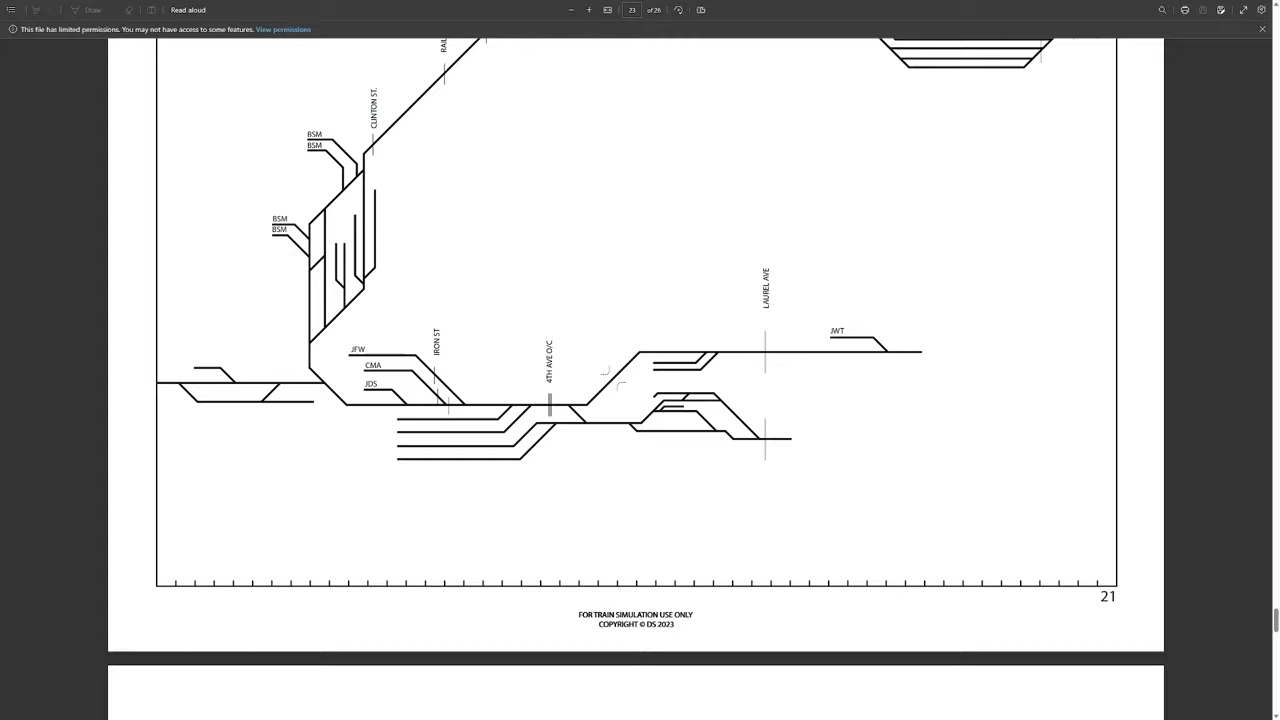 Draw
Read aloud
23 of 26
This file has limited permissions. You may not have access to some features. View permissions
RAIL
CLINTON ST.
BSM
BSM
BSM
BSM
LAUREL AVE
IRON ST
4TH AVE O/C
JWT
JFW
CMA
JDS
21
FOR TRAIN SIMULATION USE ONLY
COPYRIGHT © DS 2023